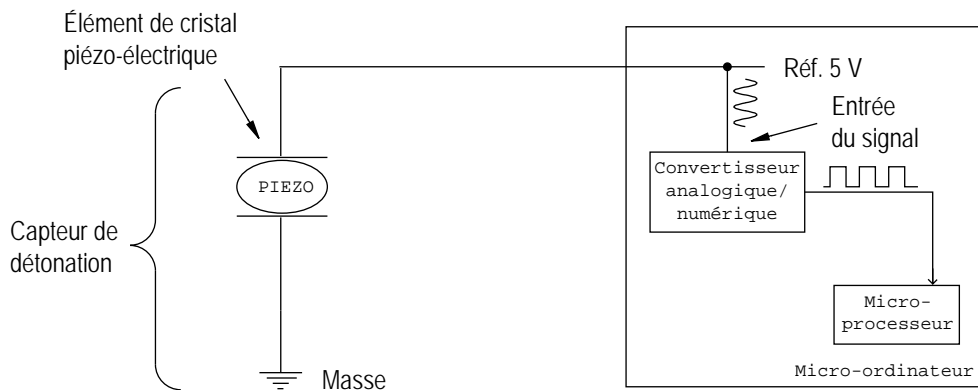 Élément de cristal
piézo-électrique
Réf. 5 V
Entrée
du signal
Convertisseur
analogique/
numérique
PIEZO
Capteur de
détonation
Micro-
processeur
Micro-ordinateur
Masse